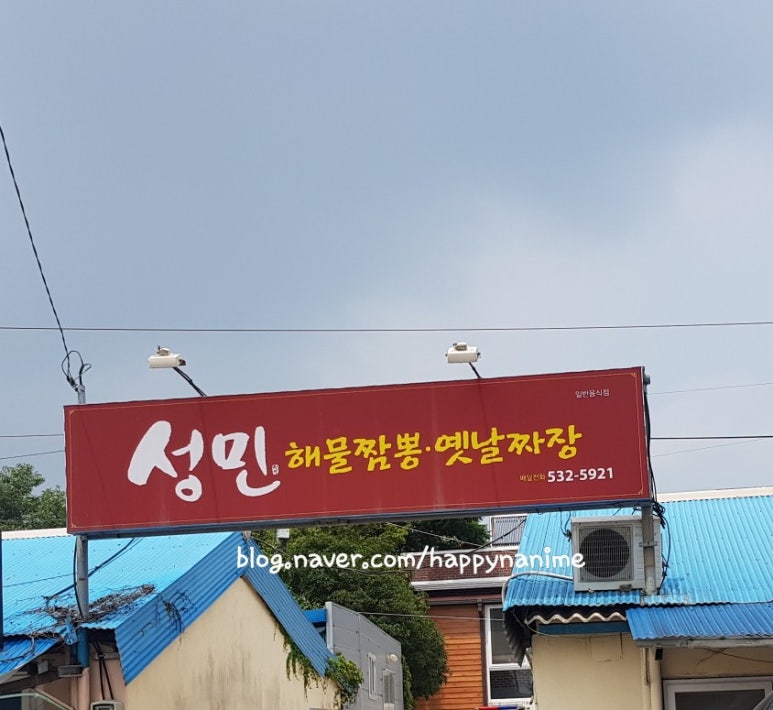 일반음식점
성민 해물짬뽕·옛날짜장
배달전화 532-5921
blog.naver.com/happynanime